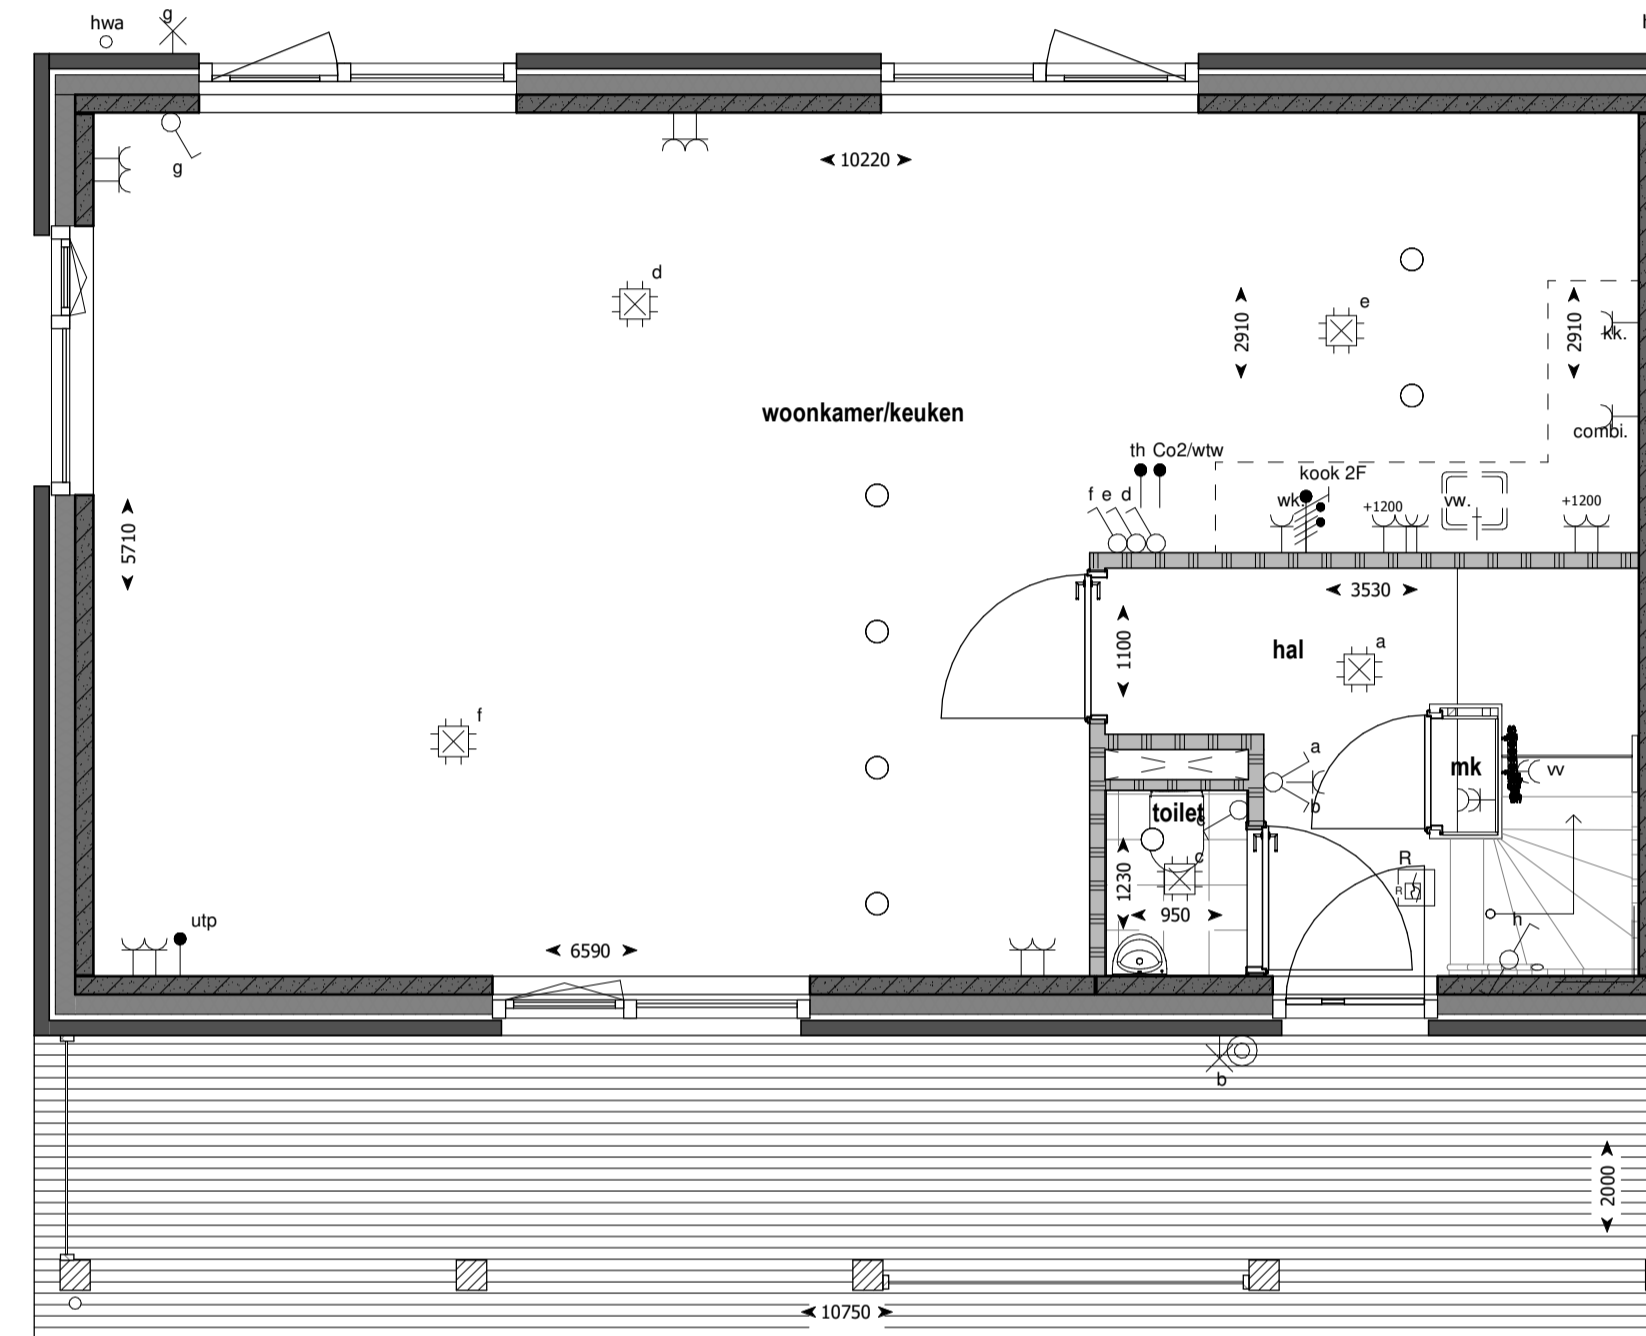 hwa
g
h
g
10220
d
e
2910
2910
kk.
woonkamer/keuken
combi.
th Co2/wtw
kook 2F
f e d
wk.
+1200
vw.
+1200
5710
3530
1100
hal
a
f
a
mk
vv
b
toilet
c
c
1230
R
R
950
h
utp
6590
b
2000
10750